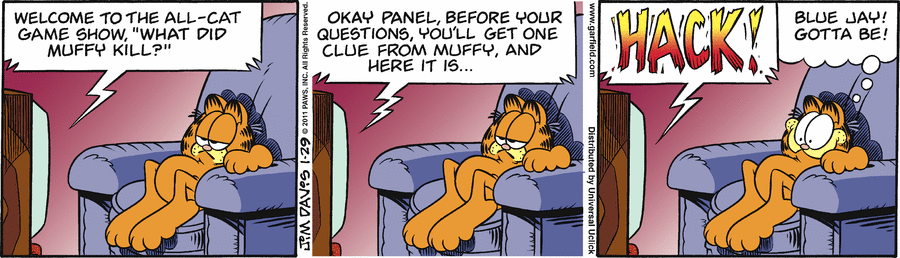 WELCOME TO THE ALL-CAT
GAME SHOW, "WHAT DID
MUFFY KILL?"
JIM DAVIS 1-29
© 2011 PAWS, INC. All Rights Reserved.
OKAY PANEL, BEFORE YOUR
QUESTIONS, YOU'LL GET ONE
CLUE FROM MUFFY, AND
HERE IT IS...
www.garfield.com
Distributed by Universal Uclick
HACK!
BLUE JAY!
GOTTA BE!